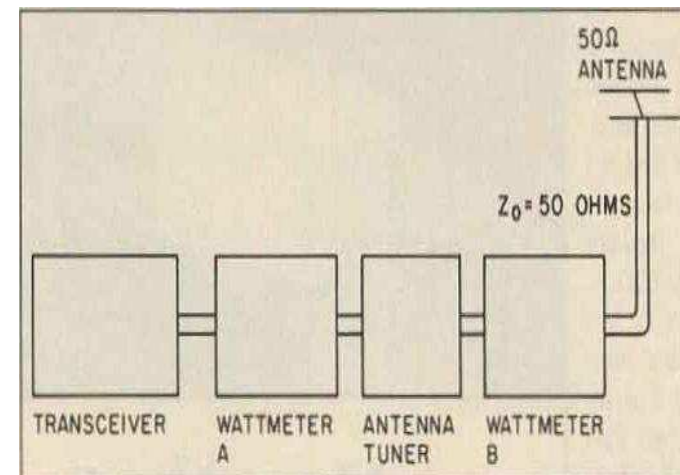 50Ω
ANTENNA
Z₀ = 50 OHMS
TRANSCEIVER
WATTMETER
A
ANTENNA
TUNER
WATTMETER
B